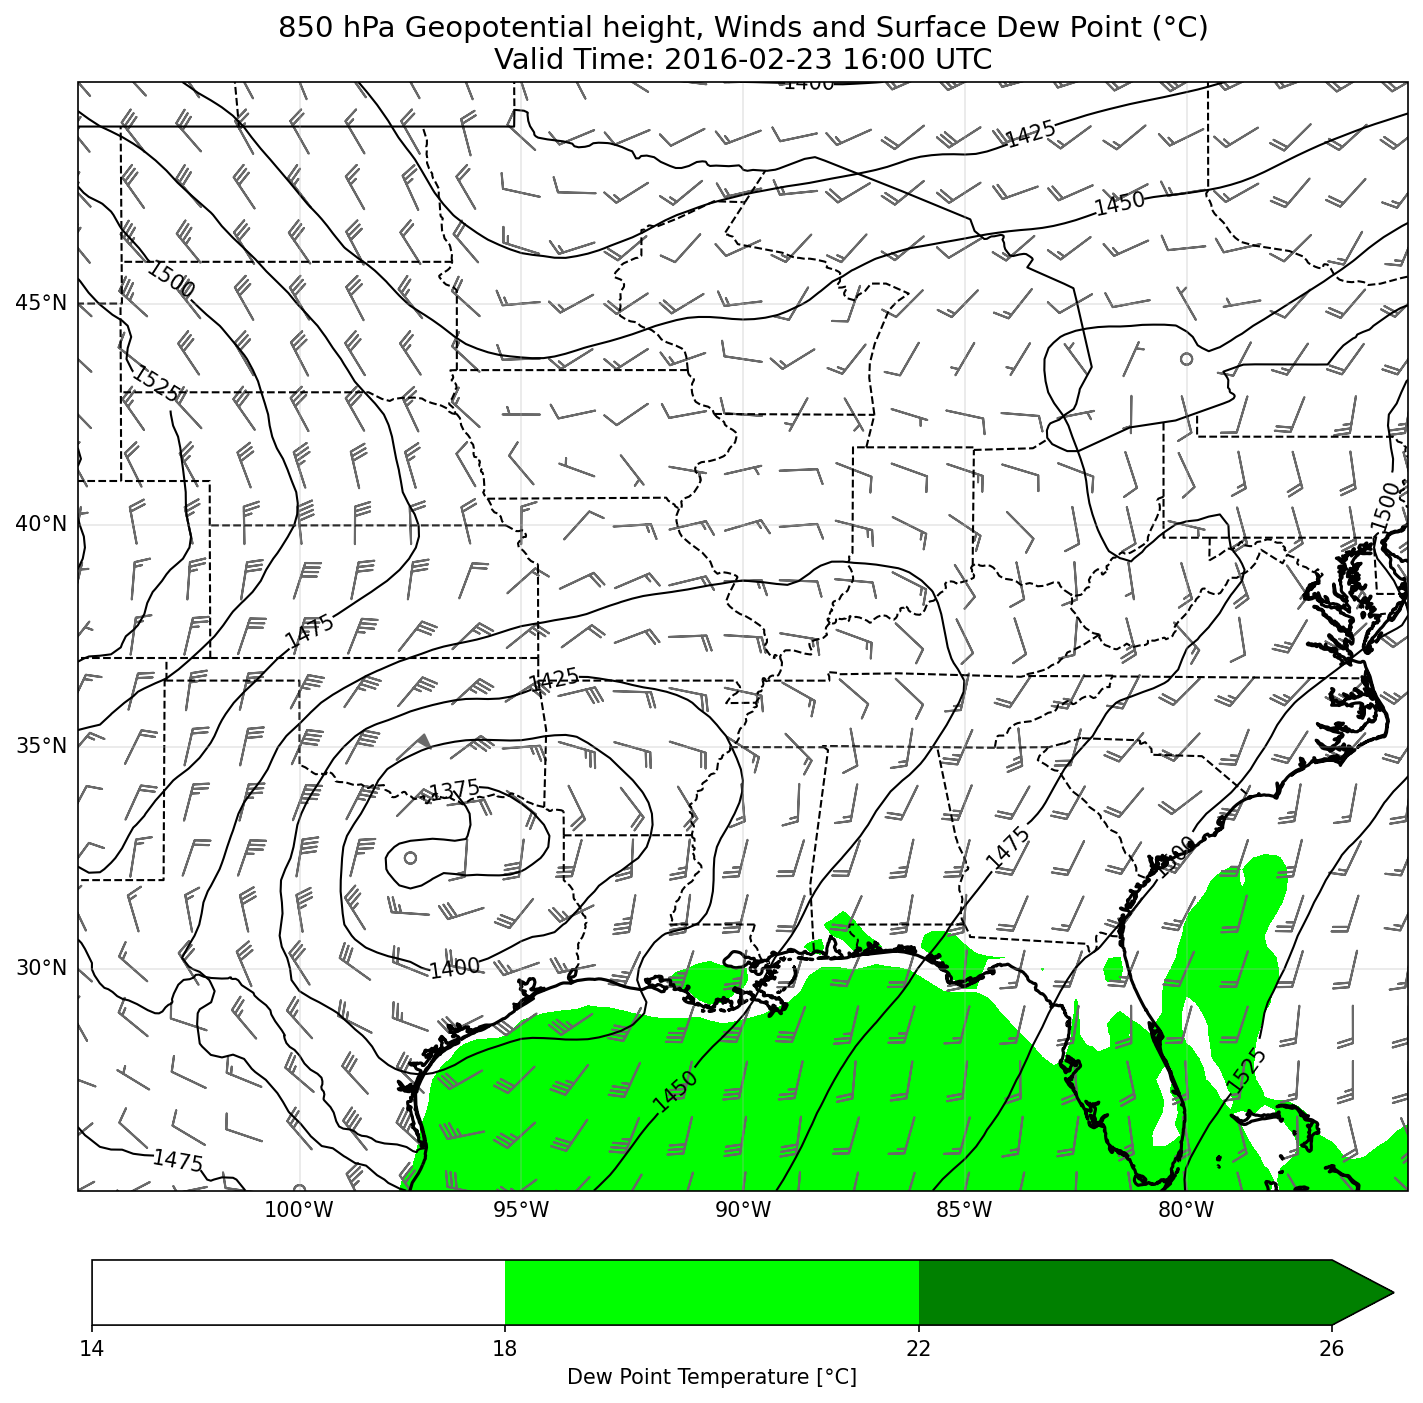 850 hPa Geopotential height, Winds and Surface Dew Point (°C)
Valid Time: 2016-02-23 16:00 UTC
1400
1425
1450
1500
45°N
1525
1500
40°N
1475
1425
35°N
1375
1475
1500
30°N
1400
1525
1450
1475
100°W 95°W 90°W 85°W 80°W
14 18 22 26
Dew Point Temperature [°C]